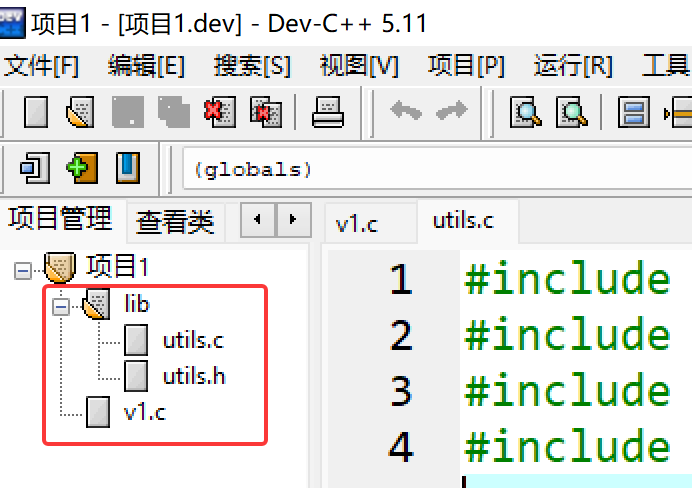 项目1 - [项目1.dev] - Dev-C++ 5.11
文件[F] 编辑[E] 搜索[S] 视图[V] 项目[P] 运行[R] 工具
(globals)
项目管理 查看类 v1.c utils.c
项目1
lib
utils.c
utils.h
v1.c
1 #include
2 #include
3 #include
4 #include